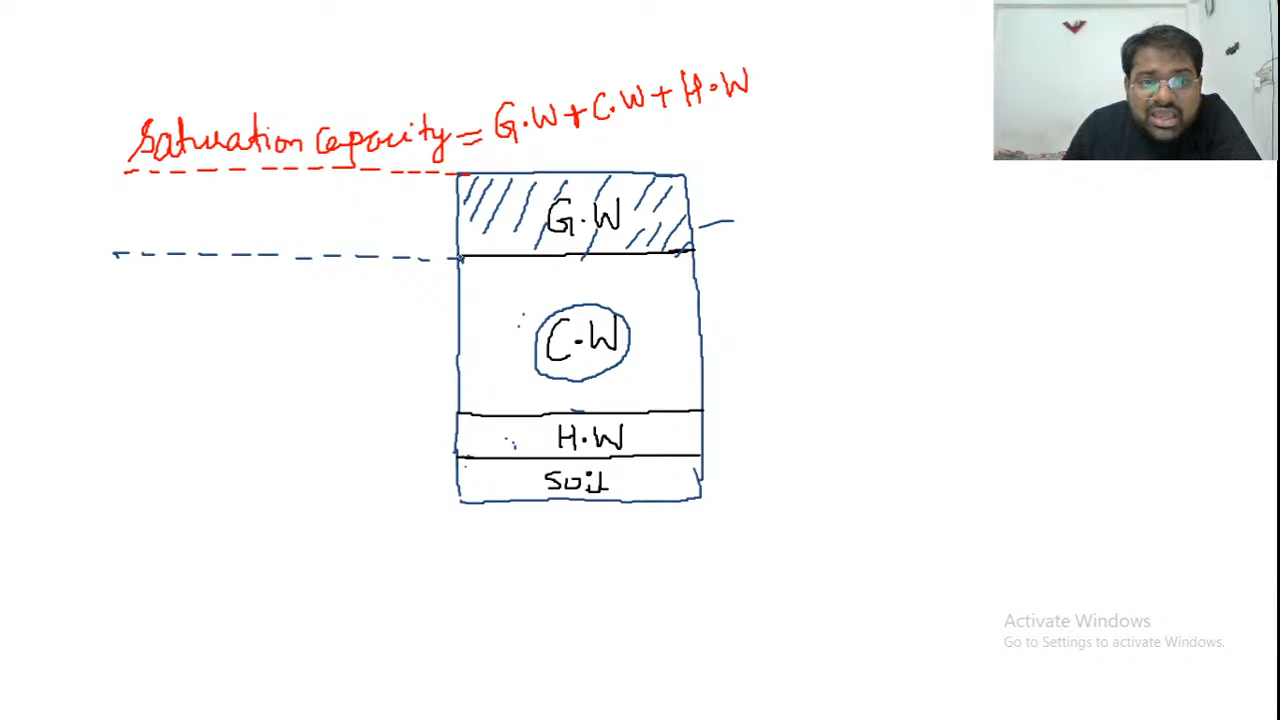 Saturation capacity = G.W + C.W + H.W
G.W
C.W
H.W
Soil
Activate Windows
Go to Settings to activate Windows.